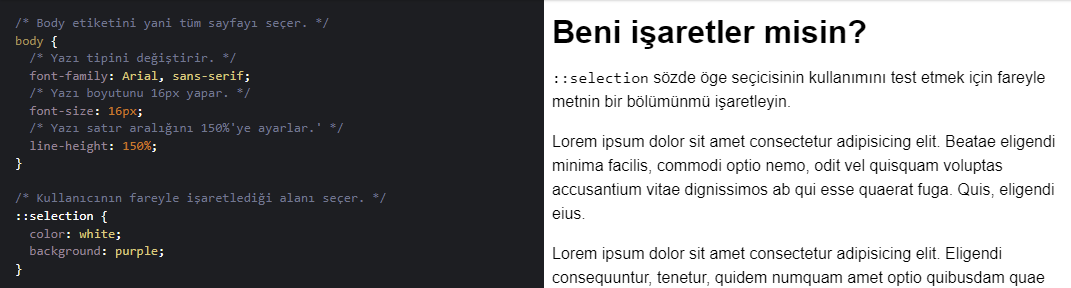 /* Body etiketini yani tüm sayfayı seçer. */
body {
/* Yazı tipini değiştirir. */
font-family: Arial, sans-serif;
/* Yazı boyutunu 16px yapar. */
font-size: 16px;
/* Yazı satır aralığını 150%'ye ayarlar.' */
line-height: 150%;
}
/* Kullanıcının fareyle işaretlediği alanı seçer. */
::selection {
color: white;
background: purple;
}
Beni işaretler misin?
::selection sözde öge seçicisinin kullanımını test etmek için fareyle
metnin bir bölümünmü işaretleyin.
Lorem ipsum dolor sit amet consectetur adipisicing elit. Beatae eligendi
minima facilis, commodi optio nemo, odit vel quisquam voluptas
accusantium vitae dignissimos ab qui esse quaerat fuga. Quis, eligendi
eius.
Lorem ipsum dolor sit amet consectetur adipisicing elit. Eligendi
consequuntur, tenetur, quidem numquam amet optio quibusdam quae